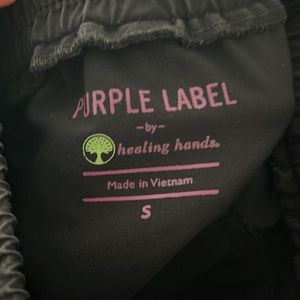 PURPLE LABEL
-by-
healing hands®
Made in Vietnam
S